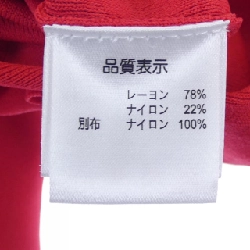 品質表示
レーヨン 78%
ナイロン 22%
別布 ナイロン 100%